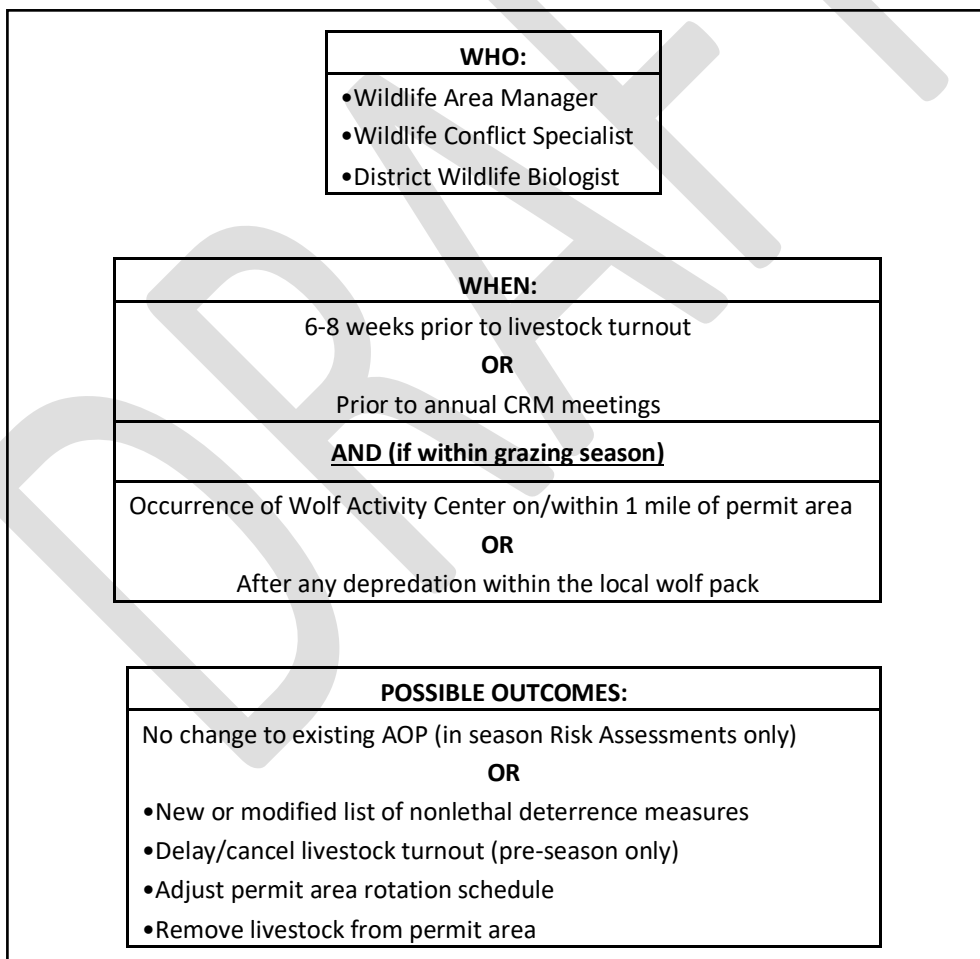 WHO:
•Wildlife Area Manager
•Wildlife Conflict Specialist
•District Wildlife Biologist
WHEN:
6-8 weeks prior to livestock turnout
OR
Prior to annual CRM meetings
AND (if within grazing season)
Occurrence of Wolf Activity Center on/within 1 mile of permit area
OR
After any depredation within the local wolf pack
POSSIBLE OUTCOMES:
No change to existing AOP (in season Risk Assessments only)
OR
•New or modified list of nonlethal deterrence measures
•Delay/cancel livestock turnout (pre-season only)
•Adjust permit area rotation schedule
•Remove livestock from permit area
DRAFT